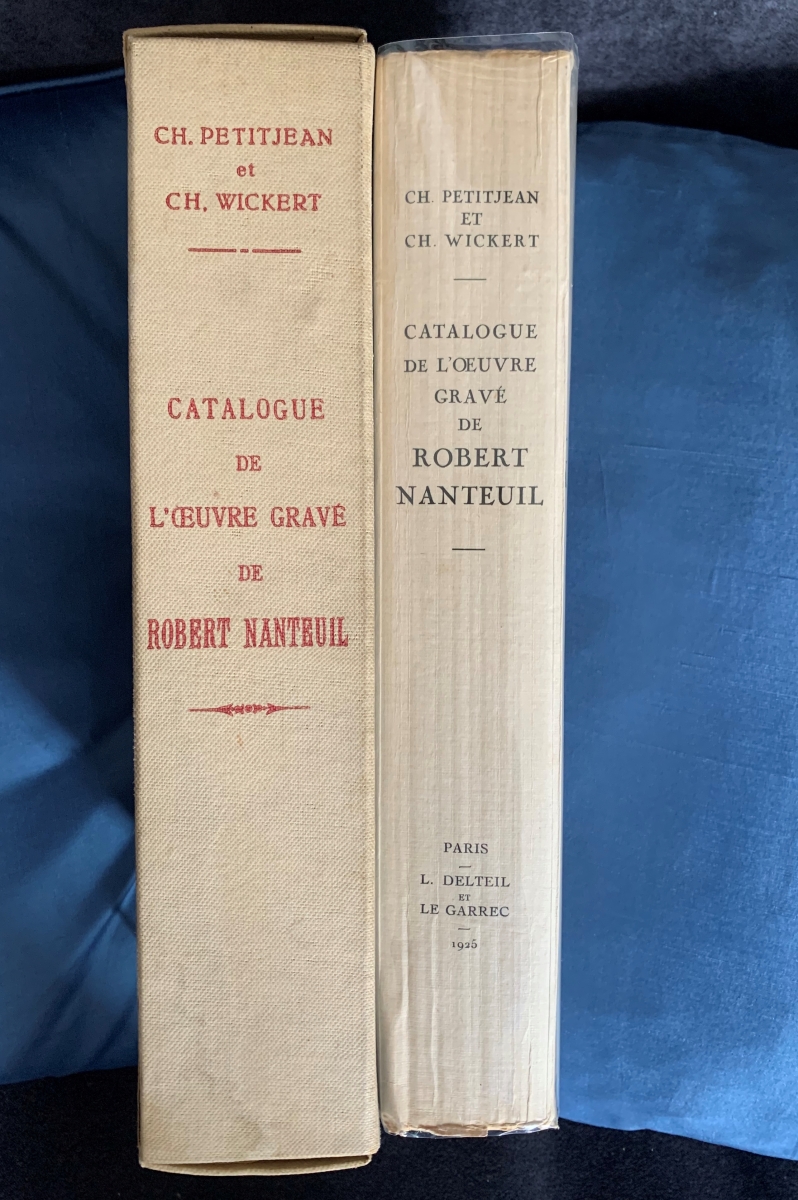 CH. PETITJEAN
et
CH. WICKERT
CATALOGUE
DE
L'ŒUVRE GRAVÉ
DE
ROBERT NANTEUIL
CH. PETITJEAN
ET
CH. WICKERT
CATALOGUE
DE L'ŒUVRE
GRAVÉ
DE
ROBERT
NANTEUIL
PARIS
L. DELTEIL
ET
LE GARREC
1925